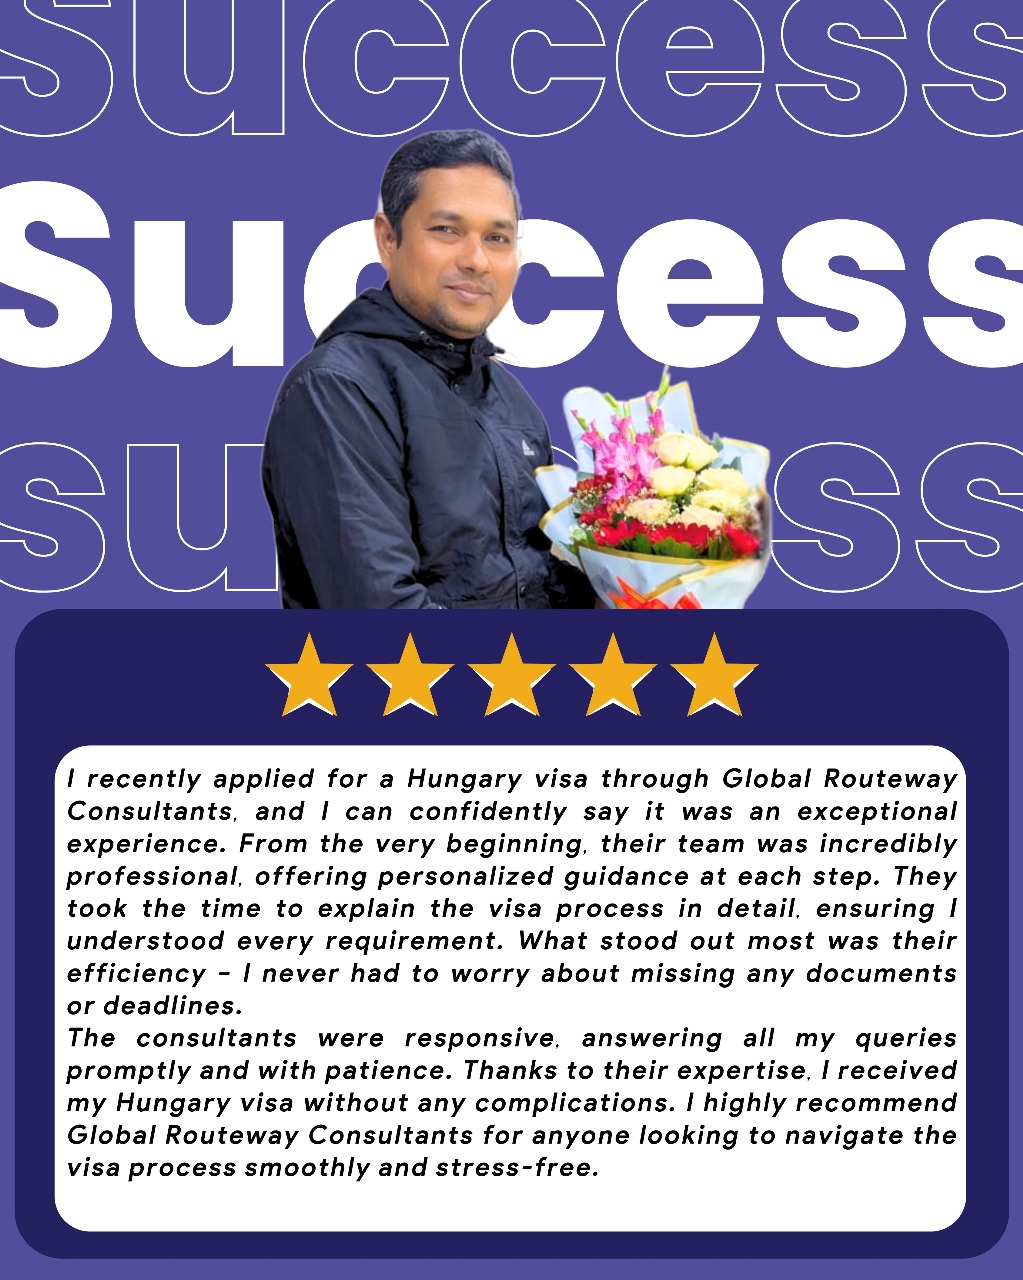 Success
Success
success
I recently applied for a Hungary visa through Global Routeway
Consultants, and I can confidently say it was an exceptional
experience. From the very beginning, their team was incredibly
professional, offering personalized guidance at each step. They
took the time to explain the visa process in detail, ensuring I
understood every requirement. What stood out most was their
efficiency – I never had to worry about missing any documents
or deadlines.
The consultants were responsive, answering all my queries
promptly and with patience. Thanks to their expertise, I received
my Hungary visa without any complications. I highly recommend
Global Routeway Consultants for anyone looking to navigate the
visa process smoothly and stress-free.